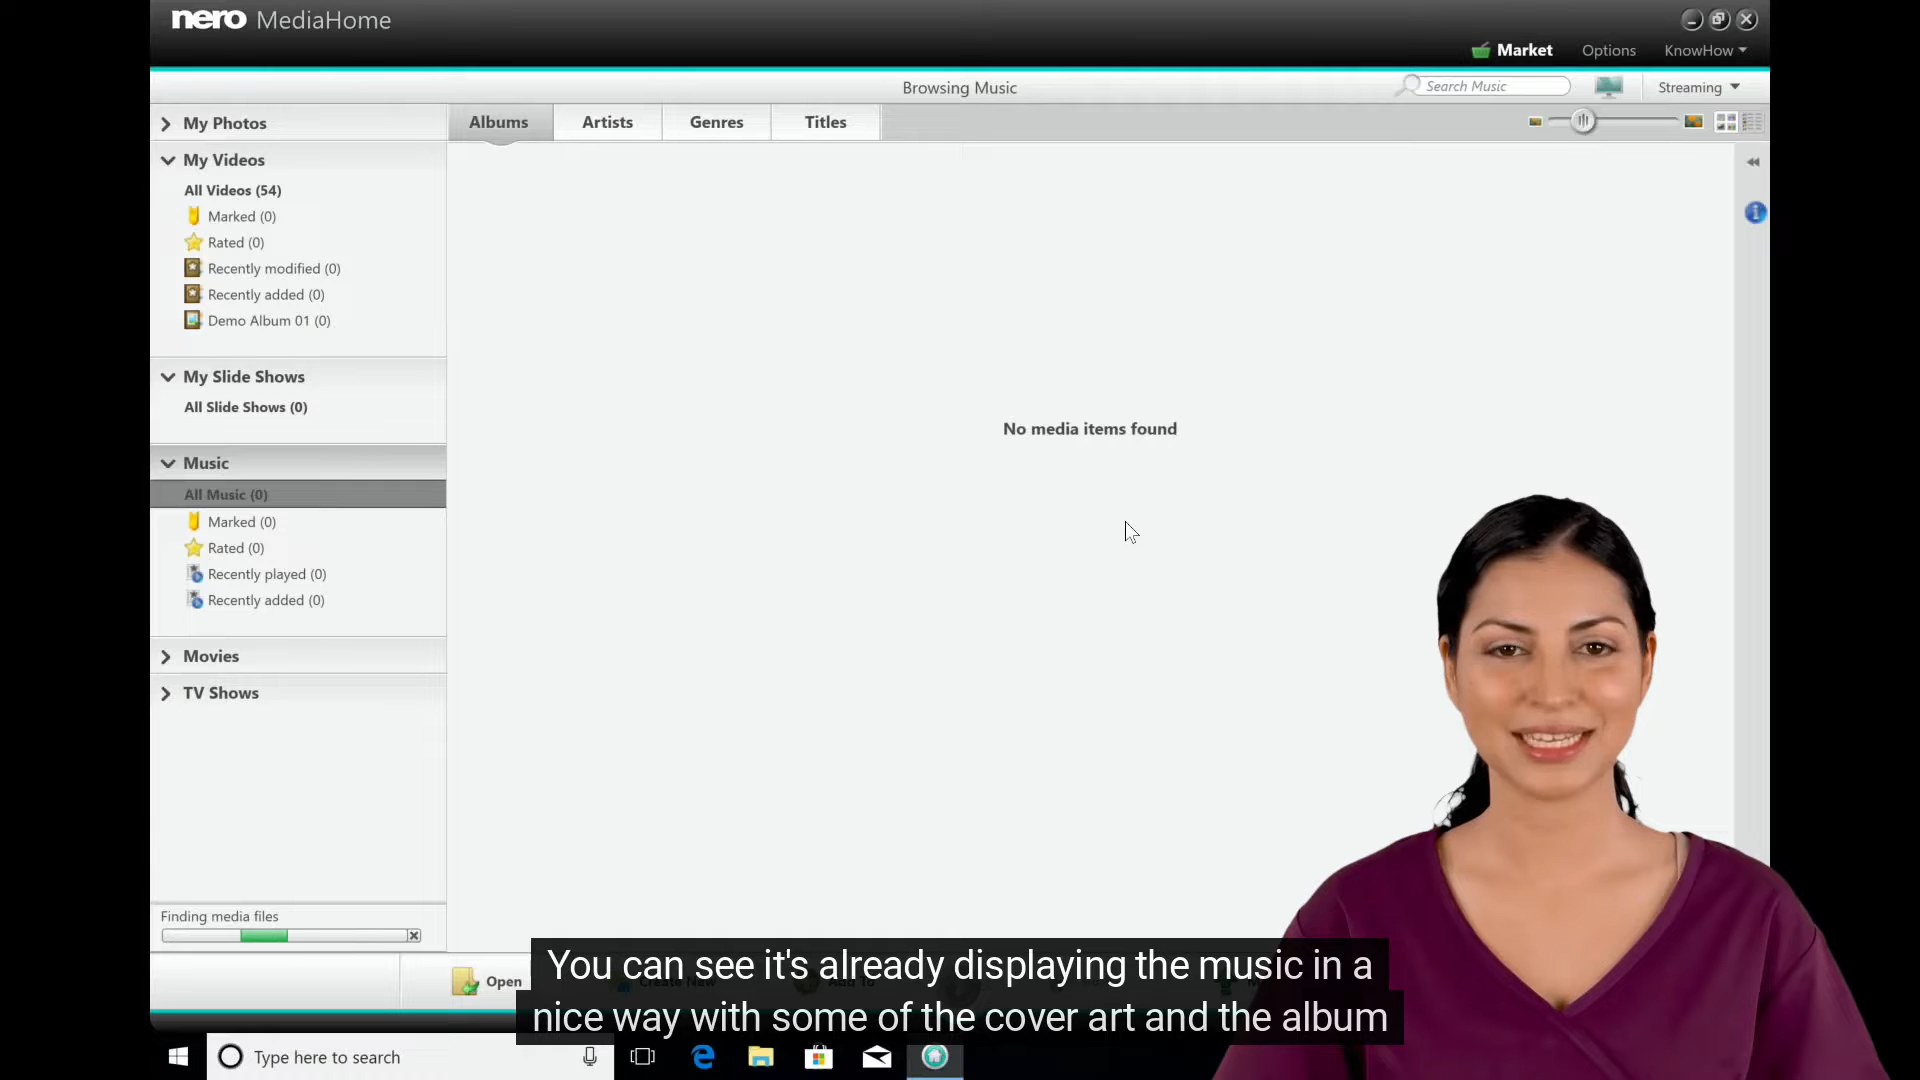 nero MediaHome
Market
Options
KnowHow
Browsing Music
Search Music
Streaming
My Photos
Albums
Artists
Genres
Titles
My Videos
All Videos (54)
Marked (0)
Rated (0)
Recently modified (0)
Recently added (0)
Demo Album 01 (0)
My Slide Shows
All Slide Shows (0)
No media items found
Music
All Music (0)
Marked (0)
Rated (0)
Recently played (0)
Recently added (0)
Movies
TV Shows
Finding media files
Open
Create New
Add To
You can see it's already displaying the music in a
nice way with some of the cover art and the album
Type here to search